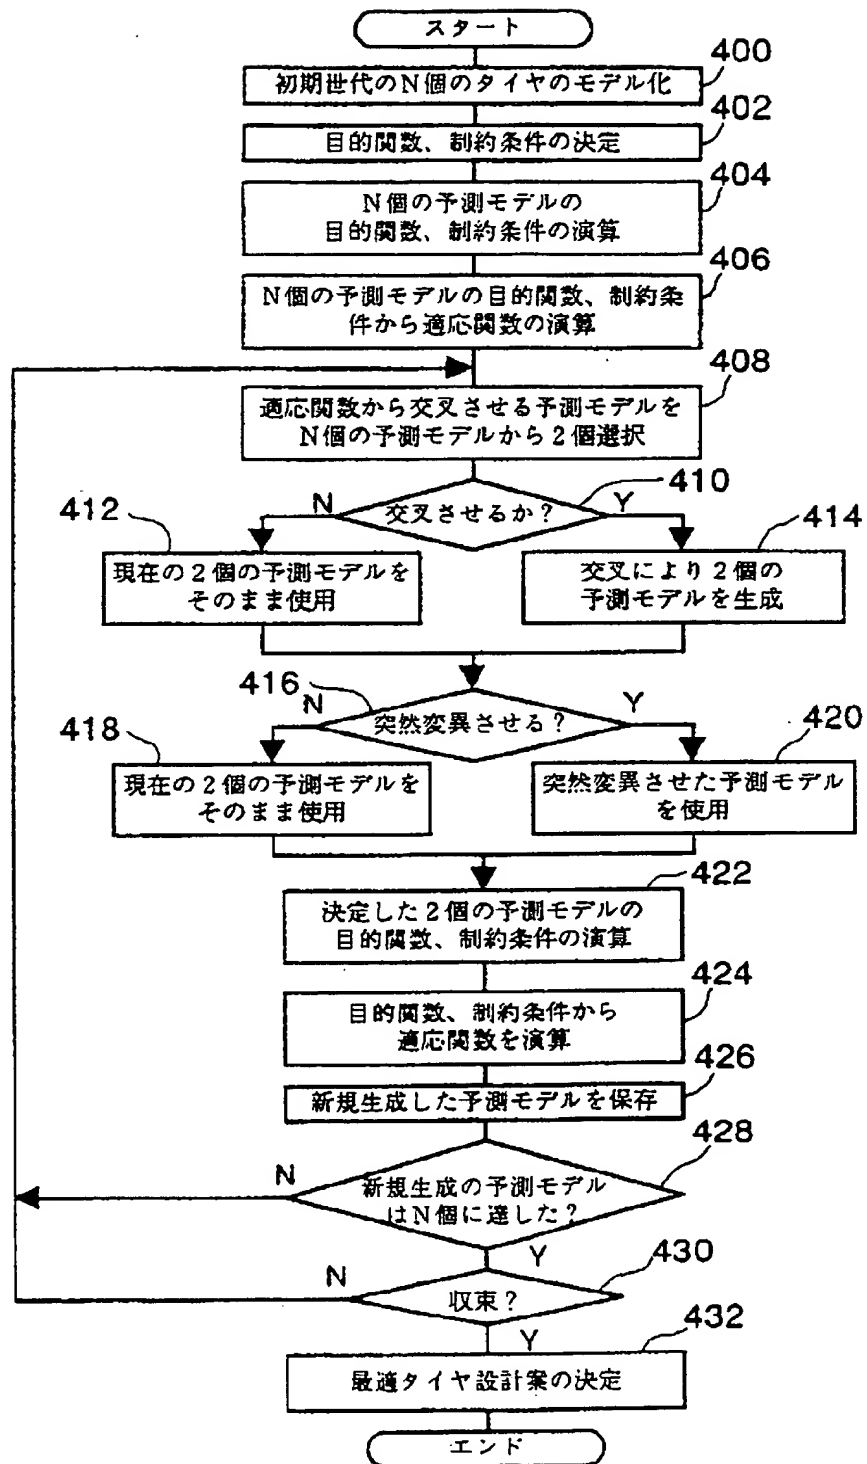 スタート
400
初期世代のN個のタイヤのモデル化
402
目的関数、制約条件の決定
404
N個の予測モデルの
目的関数、制約条件の演算
406
N個の予測モデルの目的関数、制約条
件から適応関数の演算
408
適応関数から交叉させる予測モデルを
N個の予測モデルから2個選択
410
交叉させるか?
N
Y
412
現在の2個の予測モデルを
そのまま使用
414
交叉により2個の
予測モデルを生成
416
突然変異させる?
N
Y
418
現在の2個の予測モデルを
そのまま使用
420
突然変異させた予測モデル
を使用
422
決定した2個の予測モデルの
目的関数、制約条件の演算
424
目的関数、制約条件から
適応関数を演算
426
新規生成した予測モデルを保存
428
新規生成の予測モデル
はN個に達した?
N
Y
430
収束?
N
Y
432
最適タイヤ設計案の決定
エンド